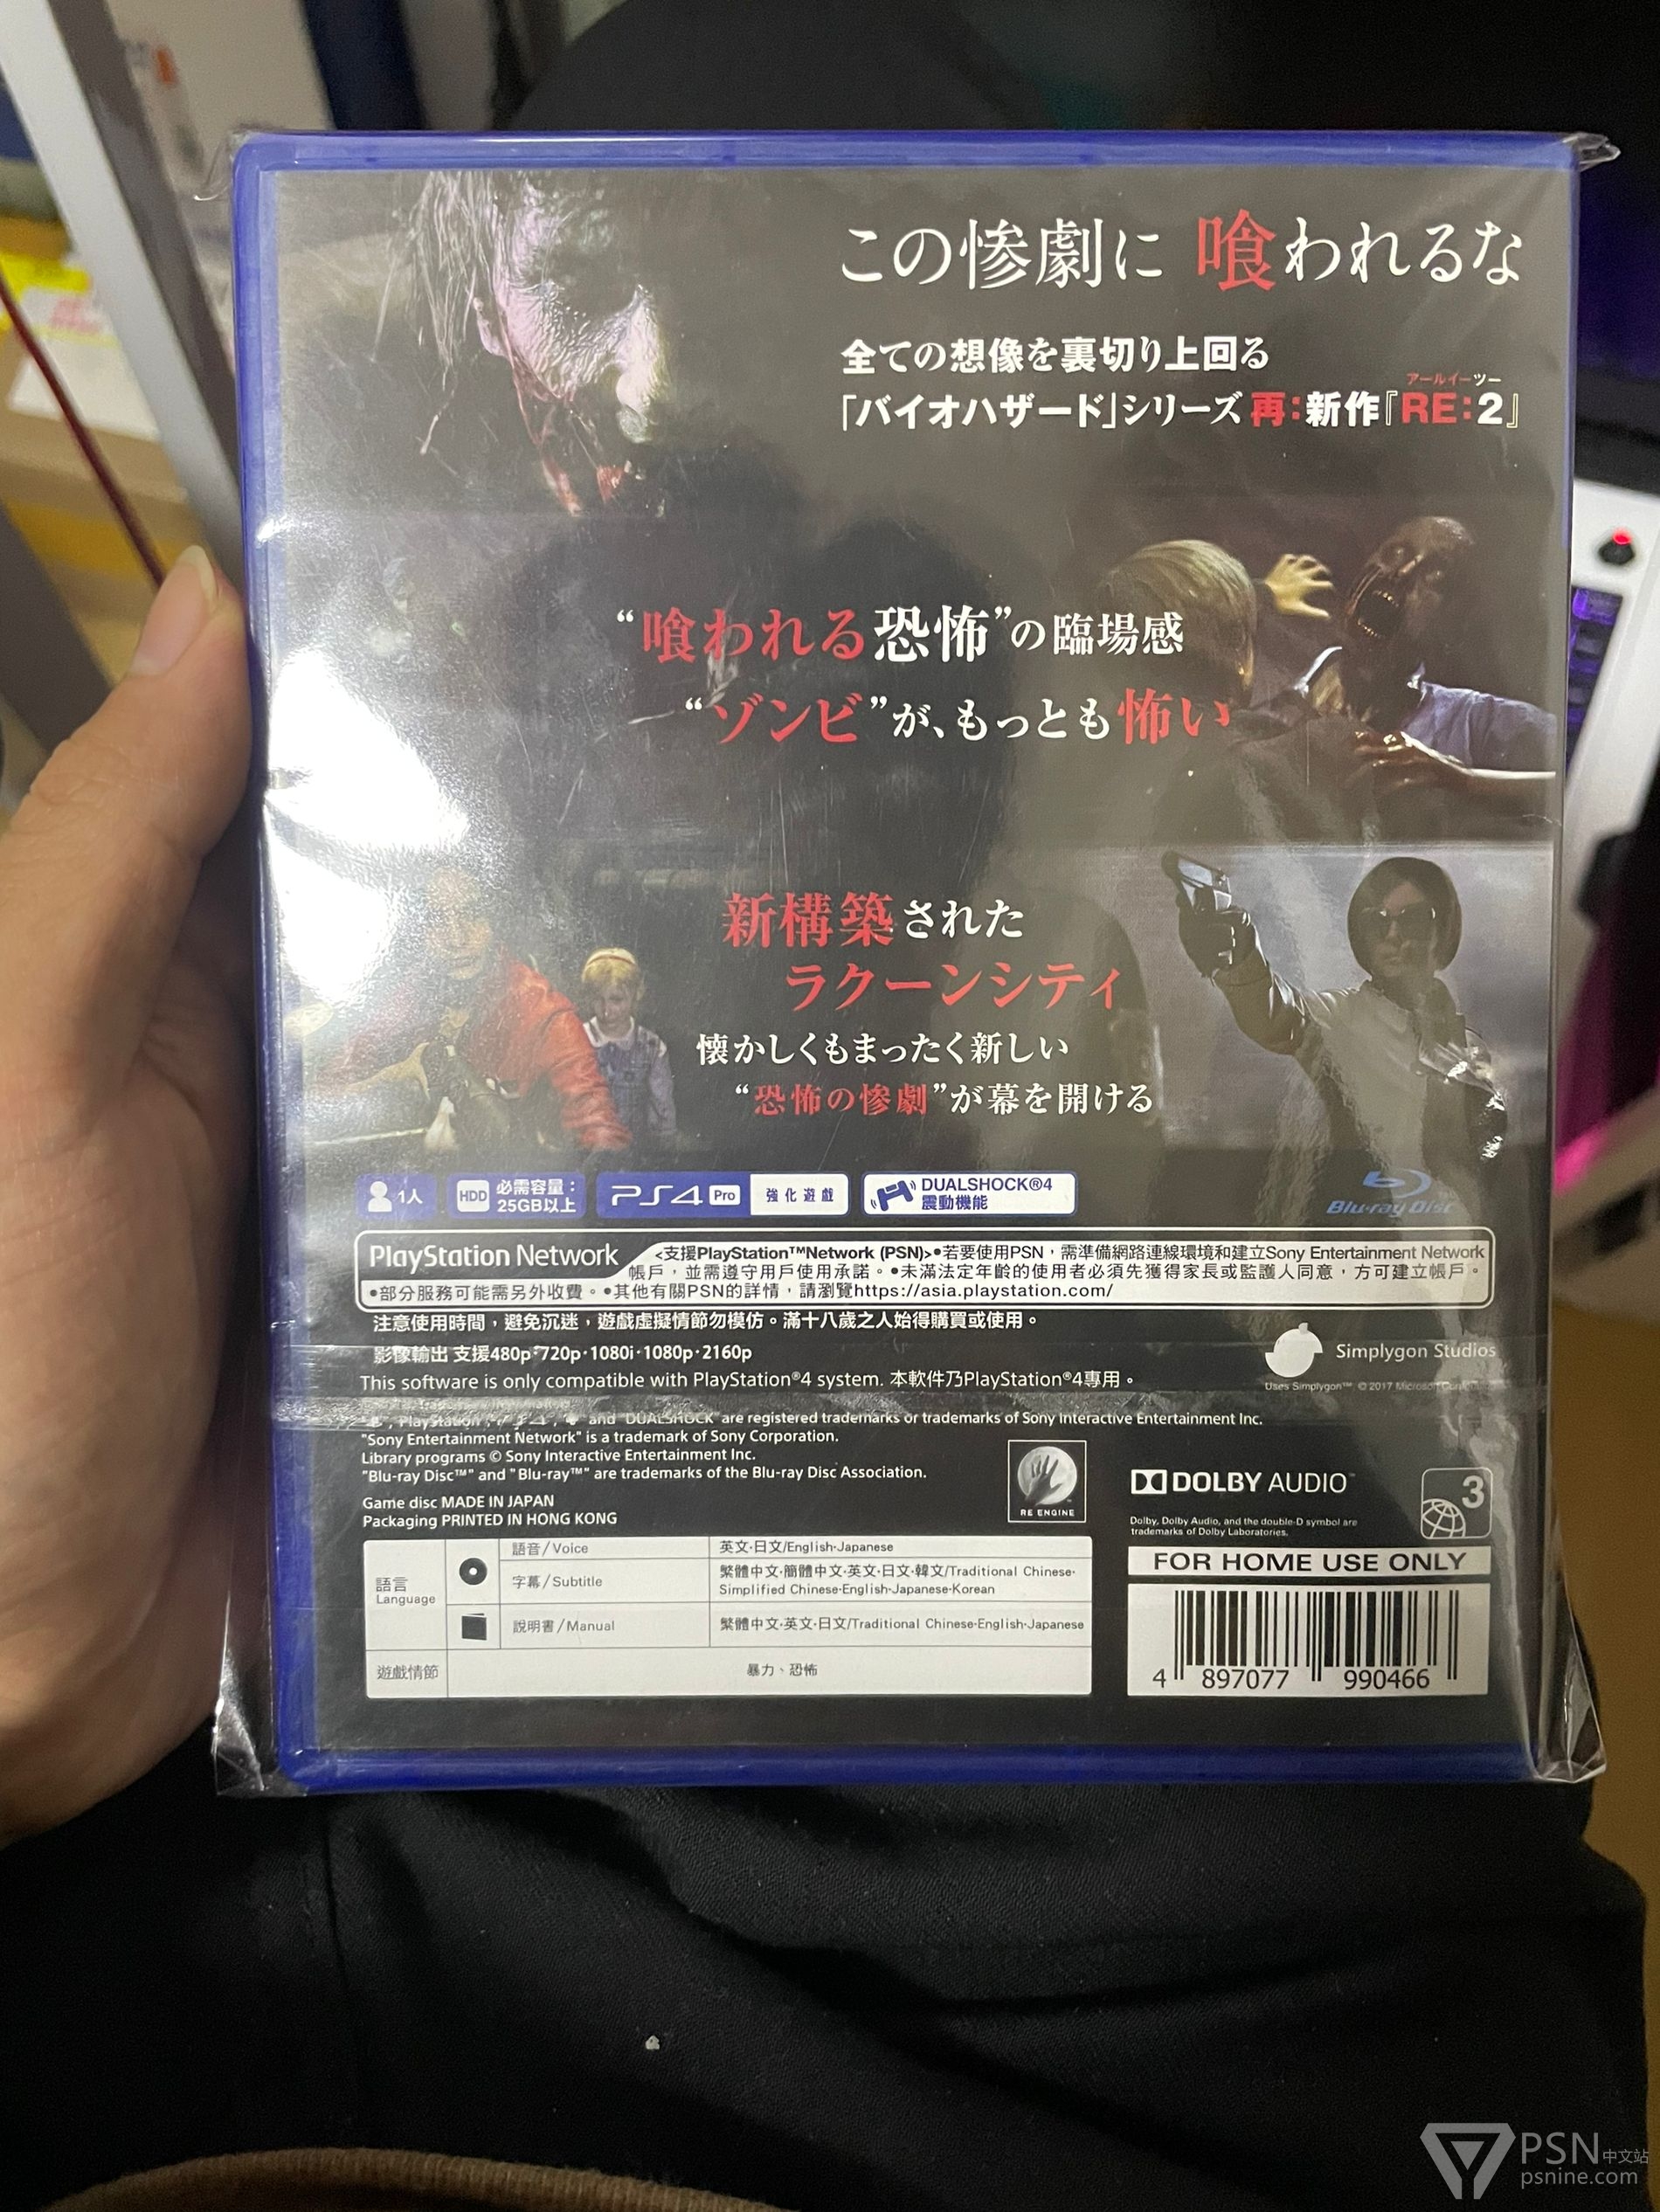 この惨劇に 喰われるな
全ての想像を裏切り上回る
アールイーツー
「バイオハザード」シリーズ 再:新作『RE:2』
“喰われる恐怖”の臨場感
“ゾンビ”が、もっとも怖い
新構築された
ラクーンシティ
懐かしくもまったく新しい
“恐怖の惨劇”が幕を開ける
1人
HDD 必需容量：
25GB以上
PS4 Pro 強化遊戲
DUALSHOCK®4
震動機能
Blu-ray Disc
PlayStation Network <支援PlayStation™Network (PSN)>•若要使用PSN，需準備網路連線環境和建立Sony Entertainment Network
帳戶，並需遵守用戶使用承諾。•未滿法定年齡的使用者必須先獲得家長或監護人同意，方可建立帳戶。
•部分服務可能需另外收費。•其他有關PSN的詳情，請瀏覽https://asia.playstation.com/
注意使用時間，避免沉迷，遊戲虛擬情節勿模仿。滿十八歲之人始得購買或使用。
影像輸出 支援480p·720p·1080i·1080p·2160p
Simplygon Studios
Uses Simplygon™ © 2017 Microsoft
This software is only compatible with PlayStation®4 system. 本軟件乃PlayStation®4專用。
PlayStation and "DUALSHOCK" are registered trademarks or trademarks of Sony Interactive Entertainment Inc.
"Sony Entertainment Network" is a trademark of Sony Corporation.
Library programs © Sony Interactive Entertainment Inc.
"Blu-ray Disc™" and "Blu-ray™" are trademarks of the Blu-ray Disc Association.
Game disc MADE IN JAPAN
Packaging PRINTED IN HONG KONG
RE ENGINE
DOLBY AUDIO™
Dolby, Dolby Audio, and the double-D symbol are
trademarks of Dolby Laboratories.
3
語言
Language
語音/Voice 英文·日文/English·Japanese
字幕/Subtitle 繁體中文·簡體中文·英文·日文·韓文/Traditional Chinese·
Simplified Chinese·English·Japanese·Korean
說明書/Manual 繁體中文·英文·日文/Traditional Chinese·English·Japanese
遊戲情節 暴力、恐怖
FOR HOME USE ONLY
4 897077 990466
PSN中文站
psnine.com